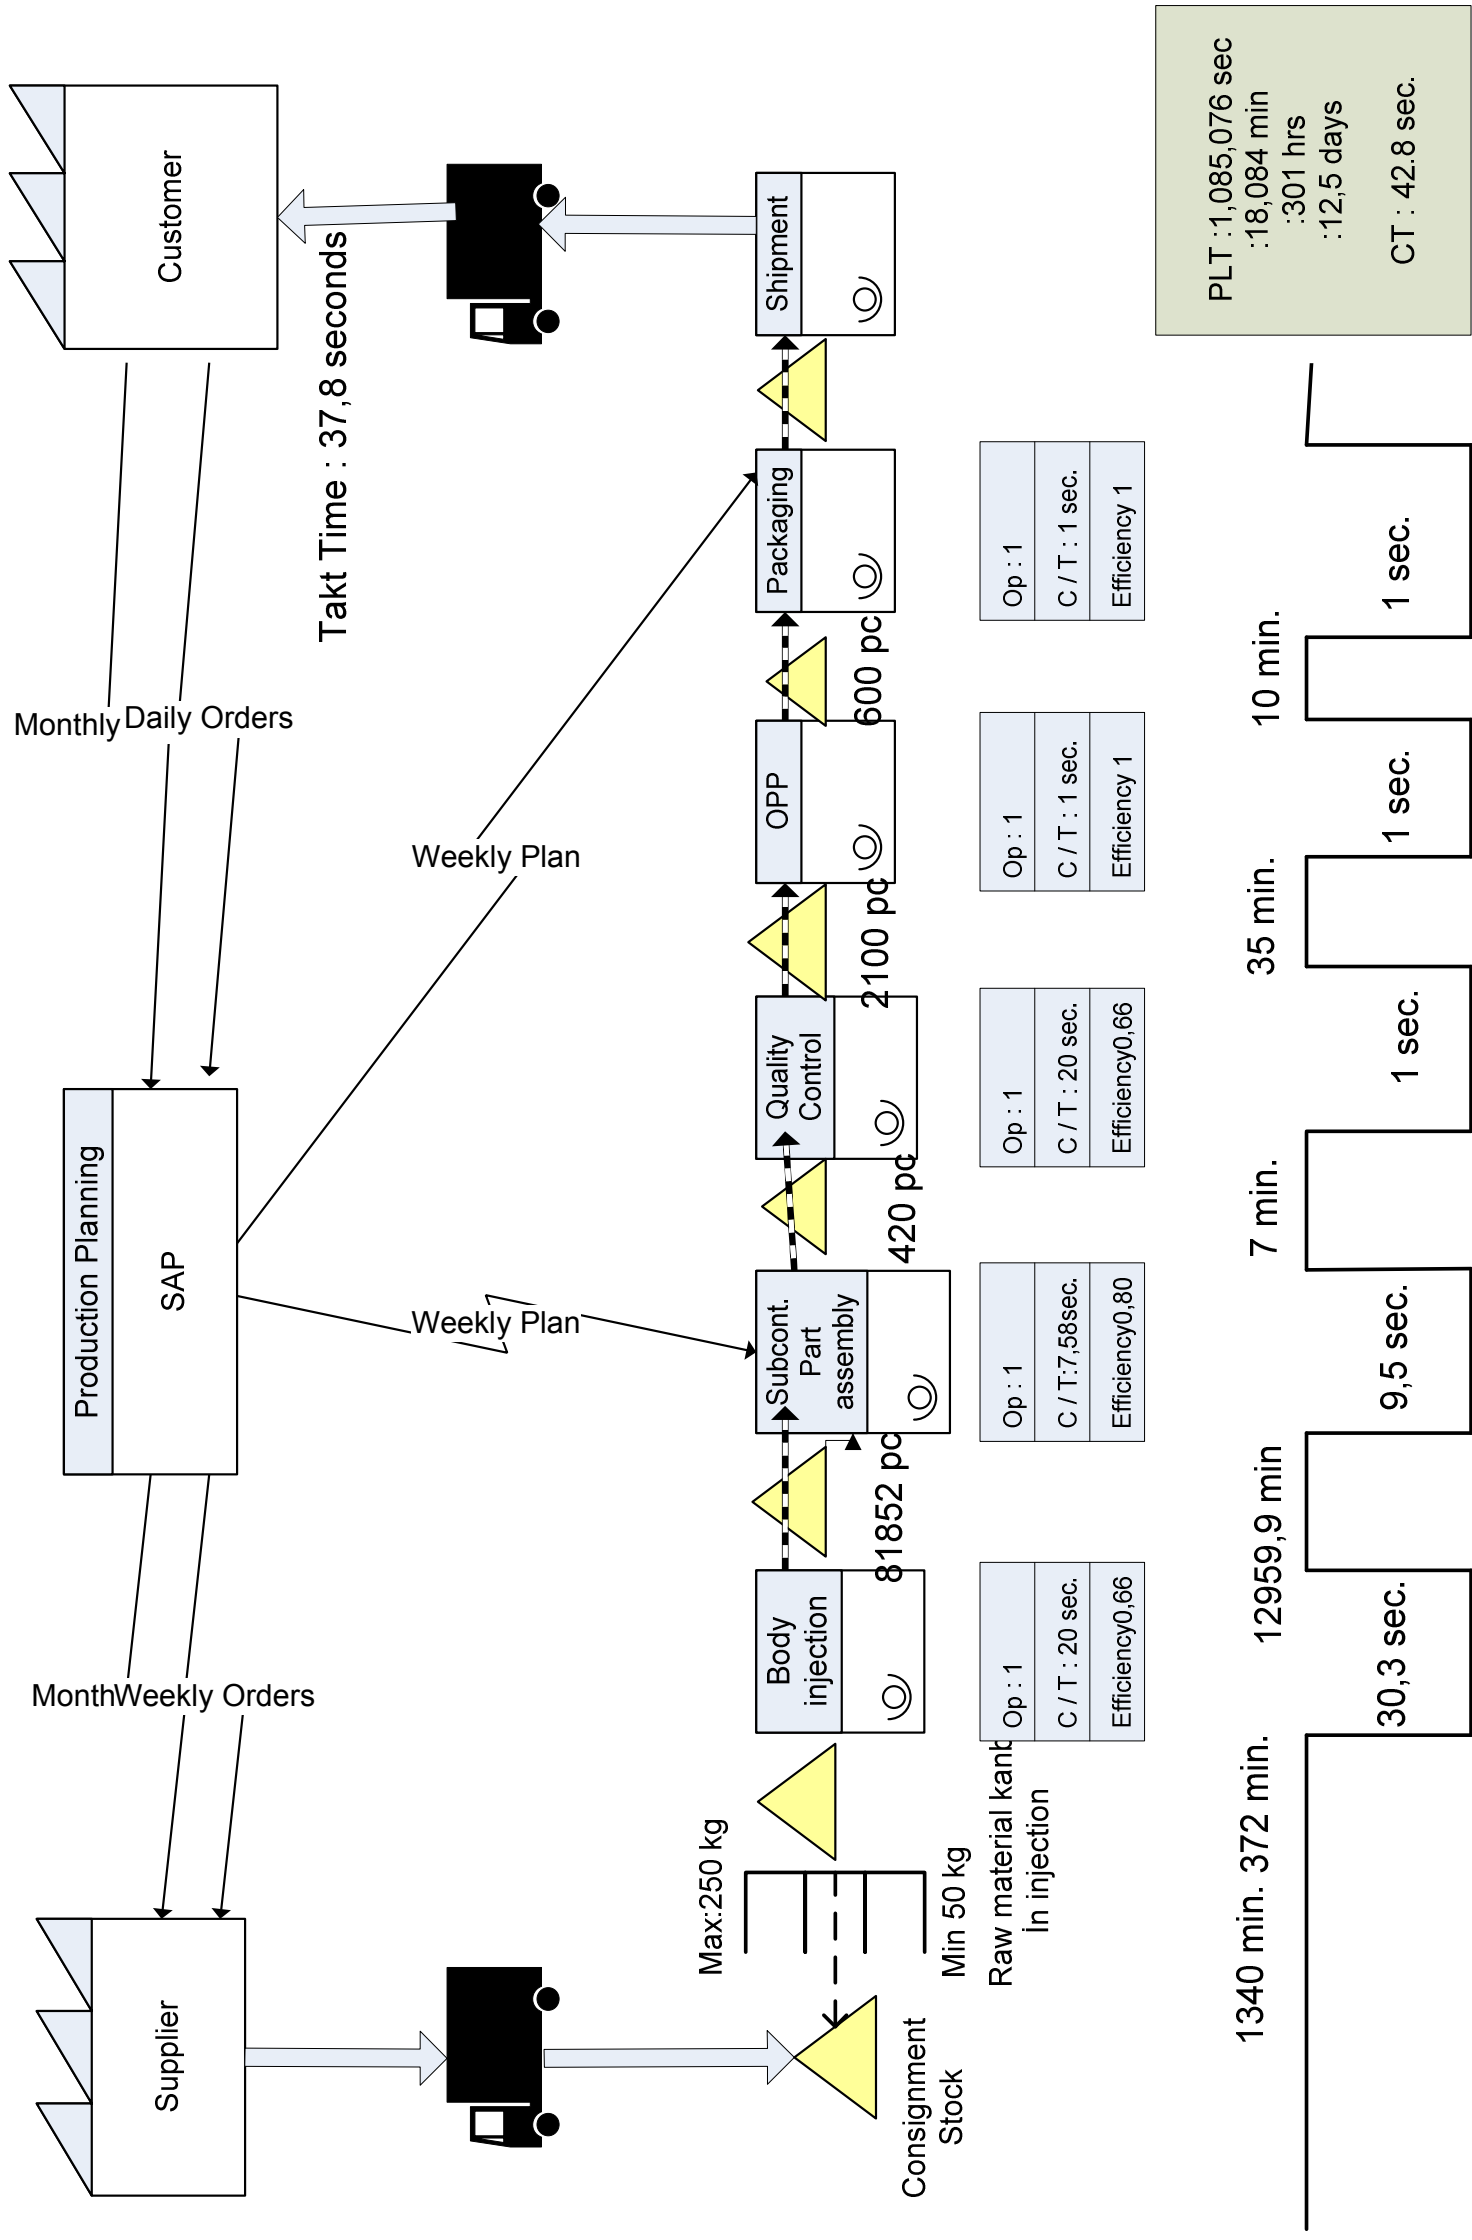 Supplier
Production Planning
SAP
Customer
MonthWeekly Orders
Monthly
Daily Orders
Takt Time : 37,8 seconds
Weekly Plan
Weekly Plan
Max:250 kg
Min 50 kg
Raw material kanb
İn injection
Consignment
Stock
Body
injection
81852 pc
Subcont.
Part
assembly
420 pc
Quality
Control
2100 pc
OPP
600 pc
Packaging
Shipment
Op : 1
C / T : 20 sec.
Efficiency0,66
Op : 1
C / T:7,58sec.
Efficiency0,80
Op : 1
C / T : 20 sec.
Efficiency0,66
Op : 1
C / T : 1 sec.
Efficiency 1
Op : 1
C / T : 1 sec.
Efficiency 1
1340 min. 372 min.
30,3 sec.
12959,9 min
9,5 sec.
7 min.
1 sec.
35 min.
1 sec.
10 min.
1 sec.
PLT :1,085,076 sec
:18,084 min
:301 hrs
:12,5 days
CT : 42.8 sec.